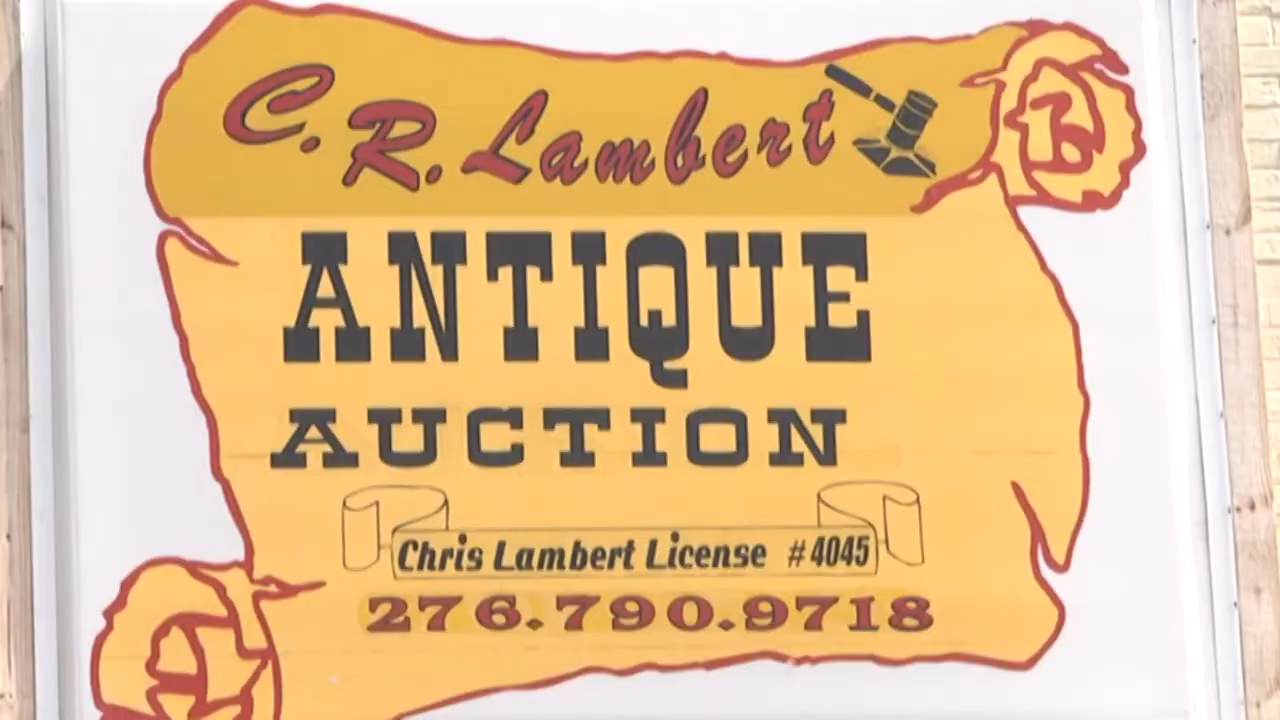 C. R. Lambert
ANTIQUE
AUCTION
Chris Lambert License #4045
276.790.9718